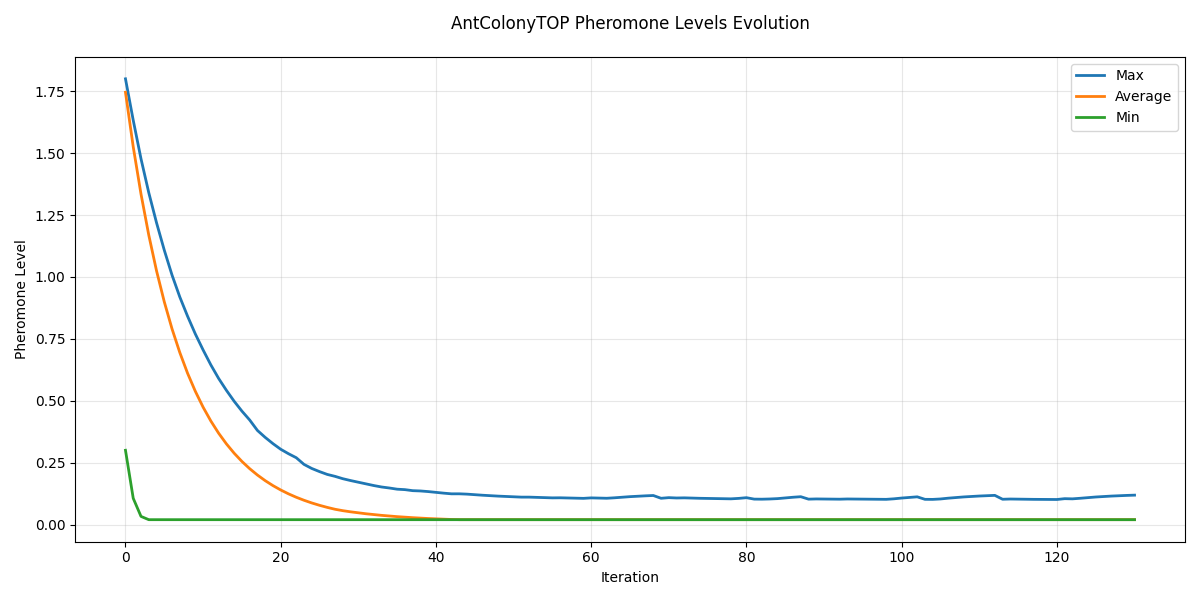 AntColonyTOP Pheromone Levels Evolution
Max
Average
Min
Pheromone Level
1.75
1.50
1.25
1.00
0.75
0.50
0.25
0.00
0 20 40 60 80 100 120
Iteration